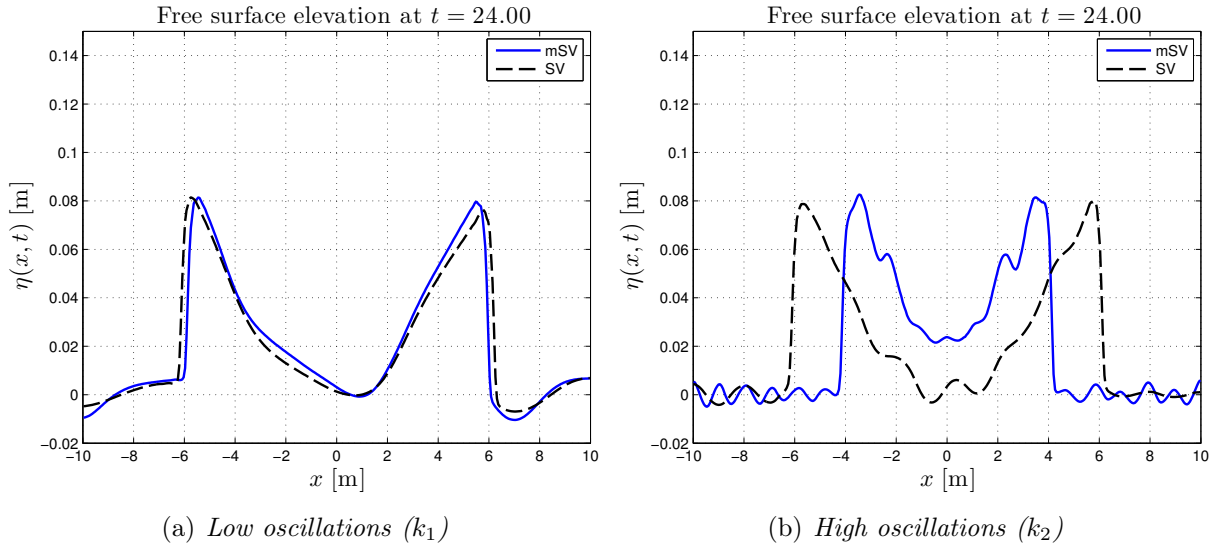 Free surface elevation at t = 24.00
0.14
0.12
0.1
0.08
0.06
0.04
0.02
0
−0.02
η(x, t) [m]
mSV
SV
−10 −8 −6 −4 −2 0 2 4 6 8 10
x [m]
(a) Low oscillations (k₁)
Free surface elevation at t = 24.00
0.14
0.12
0.1
0.08
0.06
0.04
0.02
0
−0.02
η(x, t) [m]
mSV
SV
−10 −8 −6 −4 −2 0 2 4 6 8 10
x [m]
(b) High oscillations (k₂)